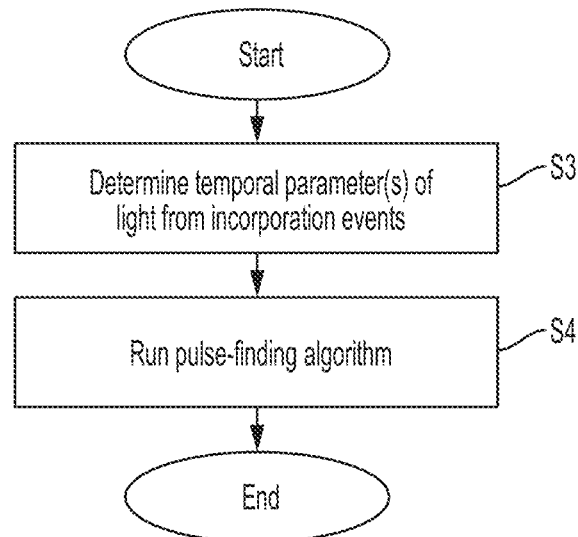 Start
Determine temporal parameter(s) of
light from incorporation events
S3
Run pulse-finding algorithm
S4
End